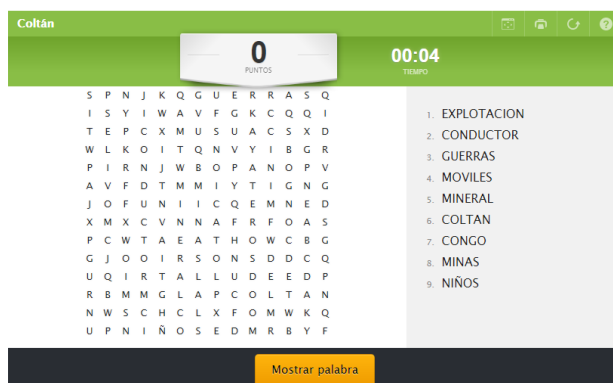 Coltán
0
PUNTOS
00:04
TIEMPO
S P N J K Q G U E R R A S Q
I S Y I W A V F G K C Q Q I
T E P C X M U S U A C S X D
W L K O I T Q N V Y I B G R
P I R N J W B O P A N O P V
A V F D T M M I Y T I G N G
J O F U N I I C Q E M N E D
X M X C V N N A F R F O A S
P C W T A E A T H O W C B G
G J O O I R S O N S D D C Q
U Q I R T A L L U D E E D P
R B M M G L A P C O L T A N
N W S C H C L X F O M W K Q
U P N I Ñ O S E D M R B Y F
1. EXPLOTACION
2. CONDUCTOR
3. GUERRAS
4. MOVILES
5. MINERAL
6. COLTAN
7. CONGO
8. MINAS
9. NIÑOS
Mostrar palabra